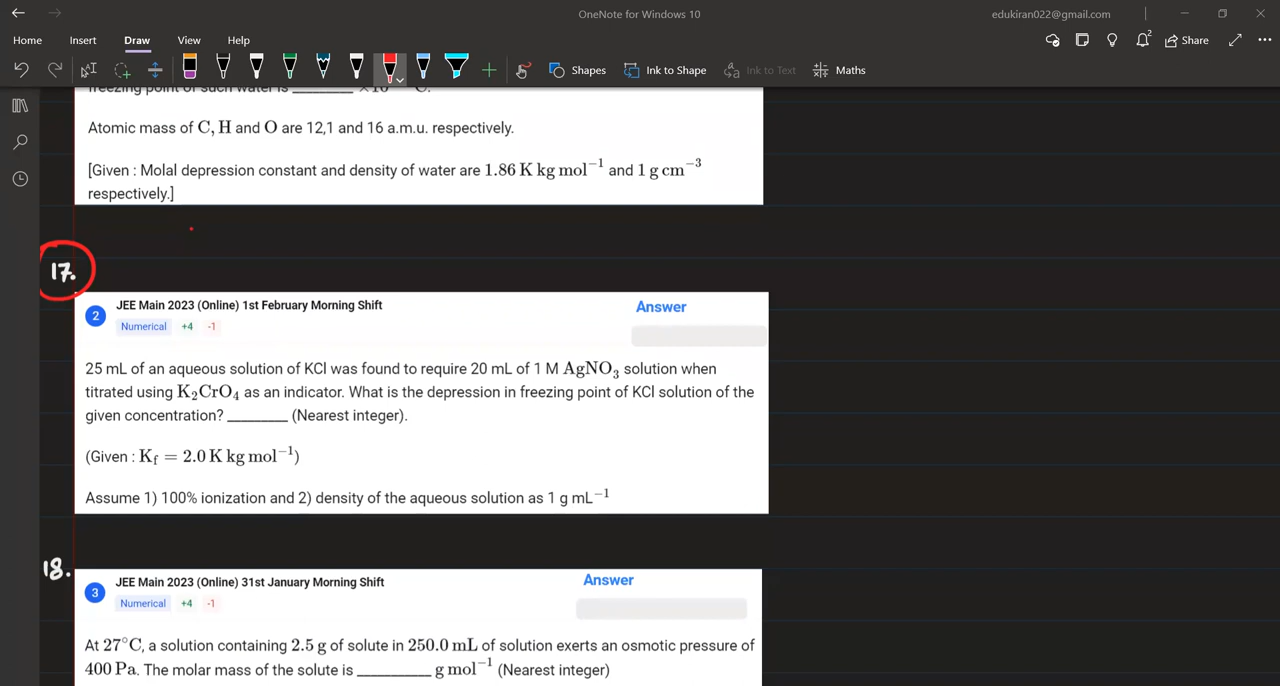 OneNote for Windows 10
edukiran022@gmail.com
Home Insert Draw View Help
Share
Shapes Ink to Shape Ink to Text Maths
freezing point of such water is ________ ×10 C.
Atomic mass of C, H and O are 12,1 and 16 a.m.u. respectively.
[Given : Molal depression constant and density of water are 1.86 K kg mol⁻¹ and 1 g cm⁻³
respectively.]
17.
2 JEE Main 2023 (Online) 1st February Morning Shift Answer
Numerical +4 -1
25 mL of an aqueous solution of KCl was found to require 20 mL of 1 M AgNO₃ solution when
titrated using K₂CrO₄ as an indicator. What is the depression in freezing point of KCl solution of the
given concentration? ________ (Nearest integer).
(Given : K_f = 2.0 K kg mol⁻¹)
Assume 1) 100% ionization and 2) density of the aqueous solution as 1 g mL⁻¹
18.
3 JEE Main 2023 (Online) 31st January Morning Shift Answer
Numerical +4 -1
At 27°C, a solution containing 2.5 g of solute in 250.0 mL of solution exerts an osmotic pressure of
400 Pa. The molar mass of the solute is __________ g mol⁻¹ (Nearest integer)